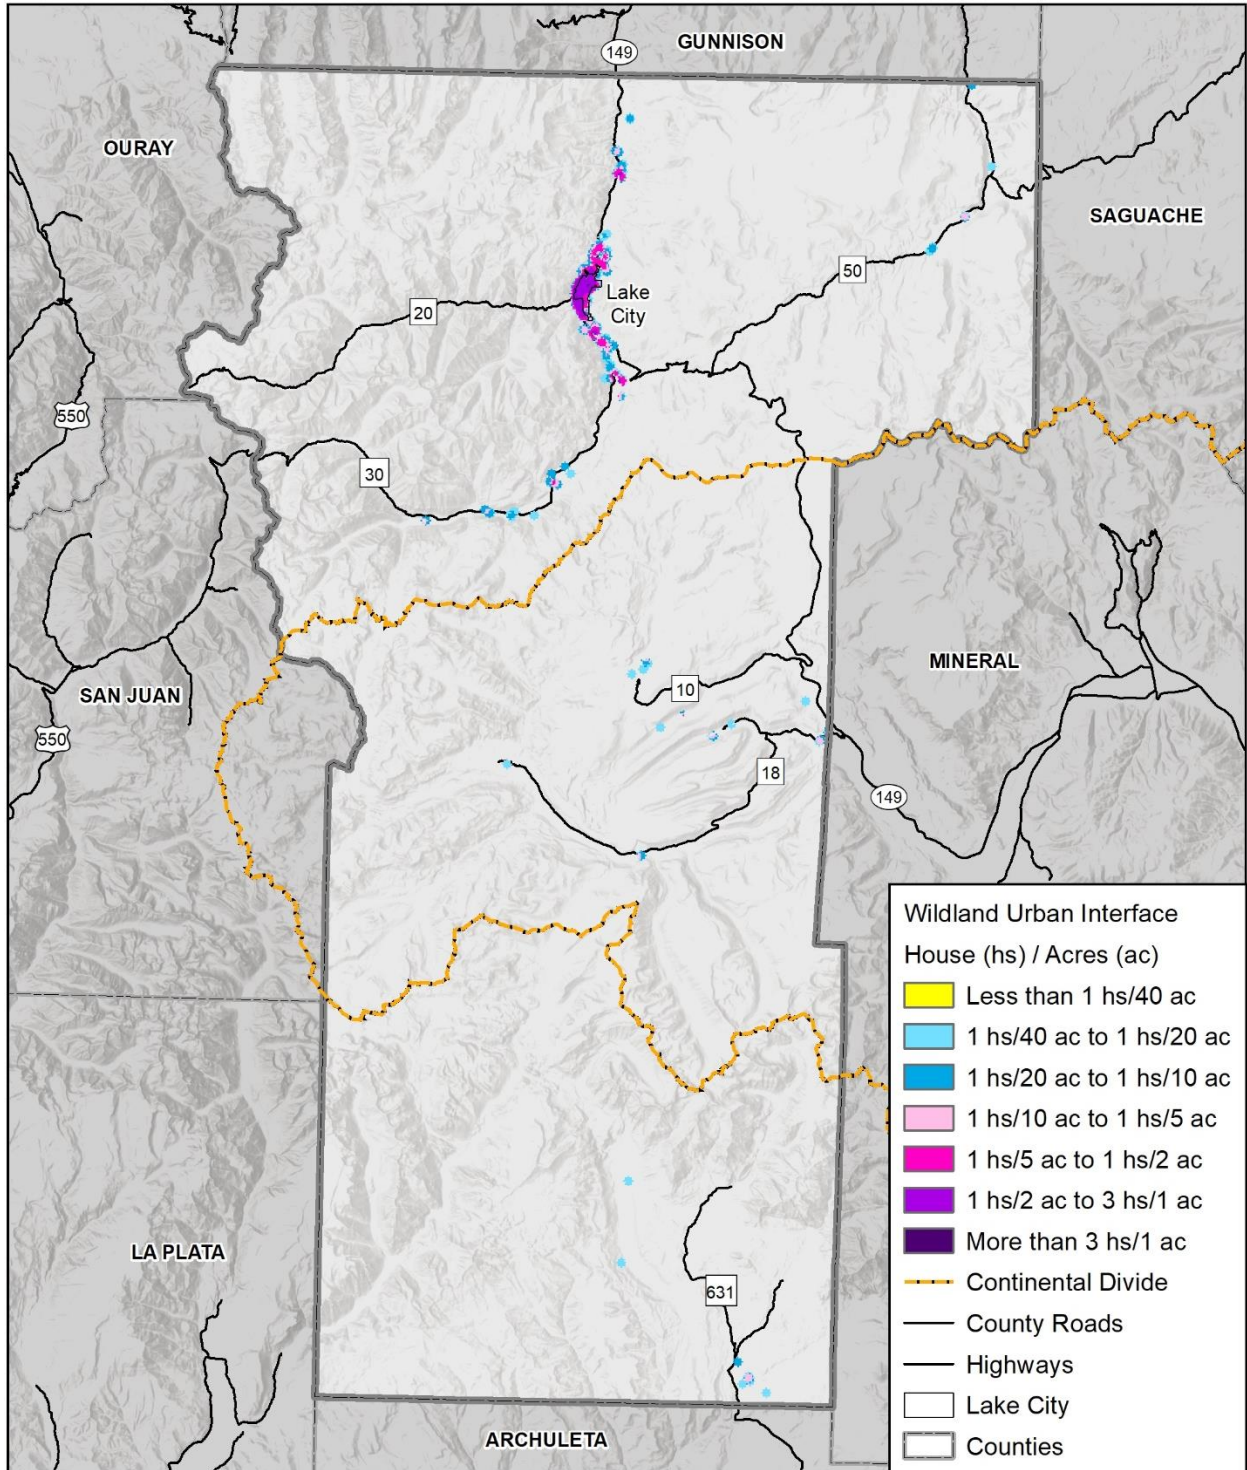 GUNNISON
149
OURAY
SAGUACHE
50
Lake
City
20
550
30
MINERAL
SAN JUAN
10
550
18
149
LA PLATA
631
ARCHULETA
Wildland Urban Interface
House (hs) / Acres (ac)
Less than 1 hs/40 ac
1 hs/40 ac to 1 hs/20 ac
1 hs/20 ac to 1 hs/10 ac
1 hs/10 ac to 1 hs/5 ac
1 hs/5 ac to 1 hs/2 ac
1 hs/2 ac to 3 hs/1 ac
More than 3 hs/1 ac
Continental Divide
County Roads
Highways
Lake City
Counties